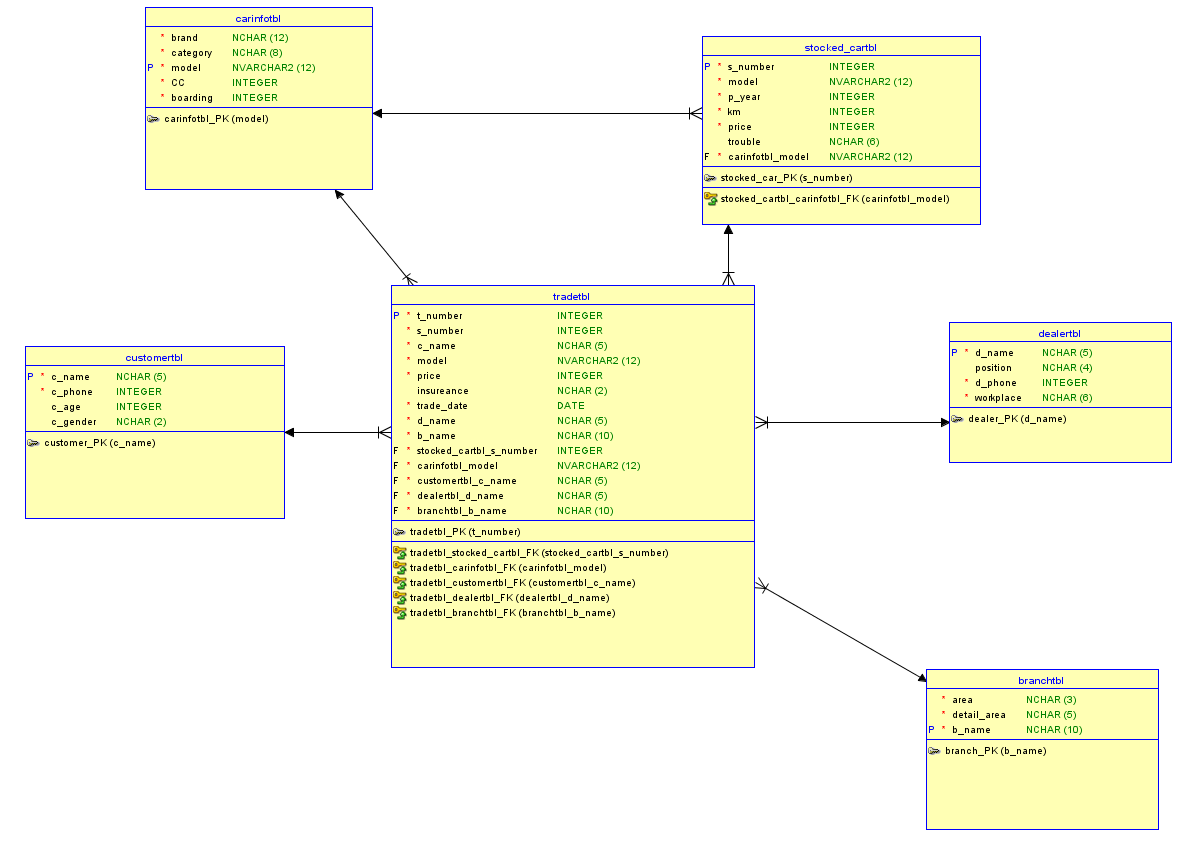 carinfotbl
* brand NCHAR (12)
* category NCHAR (8)
P * model NVARCHAR2 (12)
* CC INTEGER
* boarding INTEGER
carinfotbl_PK (model)
stocked_cartbl
P * s_number INTEGER
* model NVARCHAR2 (12)
* p_year INTEGER
* km INTEGER
* price INTEGER
trouble NCHAR (6)
F * carinfotbl_model NVARCHAR2 (12)
stocked_car_PK (s_number)
stocked_cartbl_carinfotbl_FK (carinfotbl_model)
tradetbl
P * t_number INTEGER
* s_number INTEGER
* c_name NCHAR (5)
* model NVARCHAR2 (12)
* price INTEGER
insureance NCHAR (2)
* trade_date DATE
* d_name NCHAR (5)
* b_name NCHAR (10)
F * stocked_cartbl_s_number INTEGER
F * carinfotbl_model NVARCHAR2 (12)
F * customertbl_c_name NCHAR (5)
F * dealertbl_d_name NCHAR (5)
F * branchtbl_b_name NCHAR (10)
tradetbl_PK (t_number)
tradetbl_stocked_cartbl_FK (stocked_cartbl_s_number)
tradetbl_carinfotbl_FK (carinfotbl_model)
tradetbl_customertbl_FK (customertbl_c_name)
tradetbl_dealertbl_FK (dealertbl_d_name)
tradetbl_branchtbl_FK (branchtbl_b_name)
customertbl
P * c_name NCHAR (5)
* c_phone INTEGER
c_age INTEGER
c_gender NCHAR (2)
customer_PK (c_name)
dealertbl
P * d_name NCHAR (5)
position NCHAR (4)
* d_phone INTEGER
* workplace NCHAR (6)
dealer_PK (d_name)
branchtbl
* area NCHAR (3)
* detail_area NCHAR (5)
P * b_name NCHAR (10)
branch_PK (b_name)